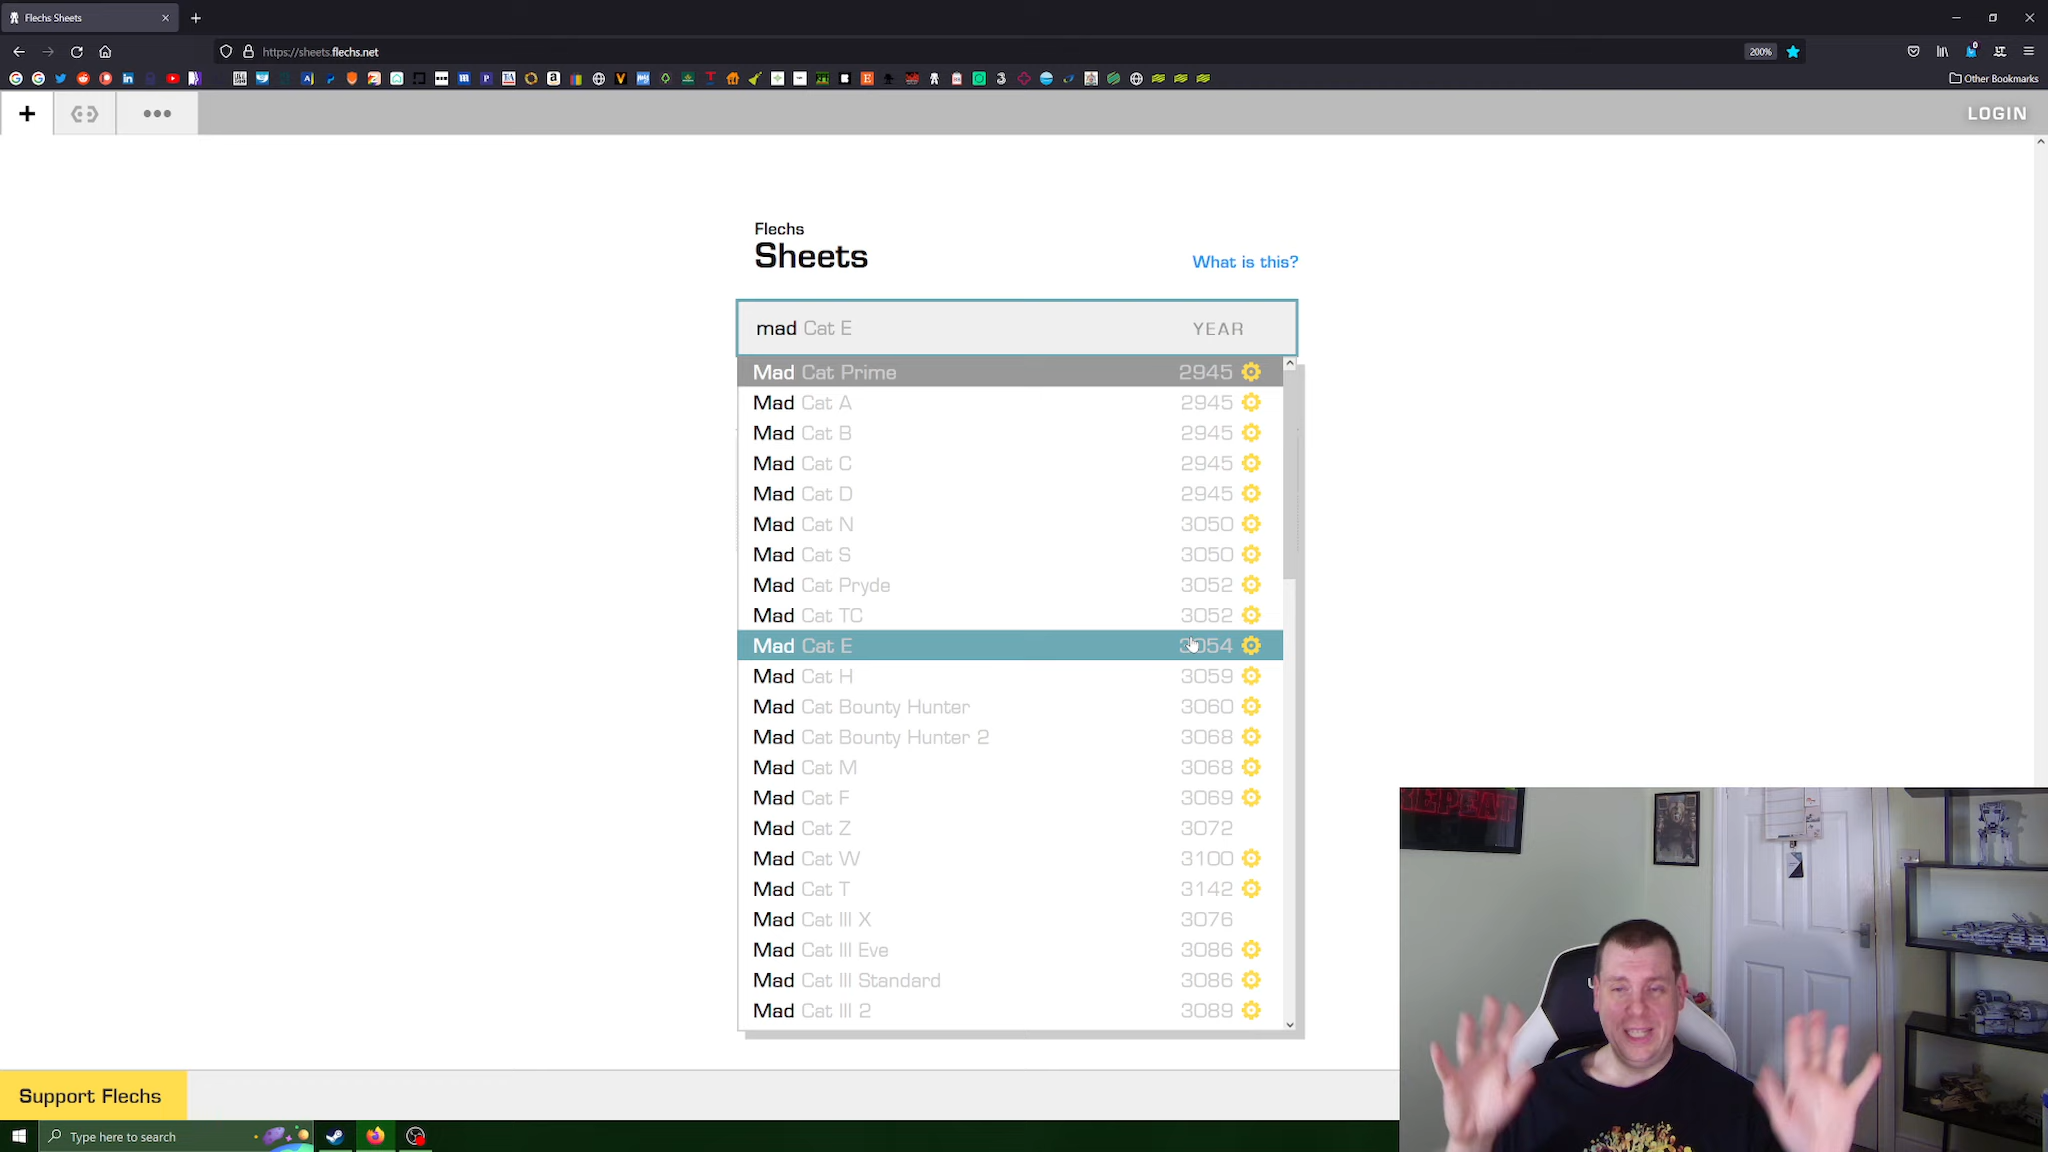 Flechs Sheets
https://sheets.flechs.net
200%
Other Bookmarks
LOGIN
Flechs
Sheets
What is this?
mad Cat E YEAR
Mad Cat Prime 2945
Mad Cat A 2945
Mad Cat B 2945
Mad Cat C 2945
Mad Cat D 2945
Mad Cat N 3050
Mad Cat S 3050
Mad Cat Pryde 3052
Mad Cat TC 3052
Mad Cat E 3054
Mad Cat H 3059
Mad Cat Bounty Hunter 3060
Mad Cat Bounty Hunter 2 3068
Mad Cat M 3068
Mad Cat F 3069
Mad Cat Z 3072
Mad Cat W 3100
Mad Cat T 3142
Mad Cat III X 3076
Mad Cat III Eve 3086
Mad Cat III Standard 3086
Mad Cat III 2 3089
REPEAT
Support Flechs
Type here to search